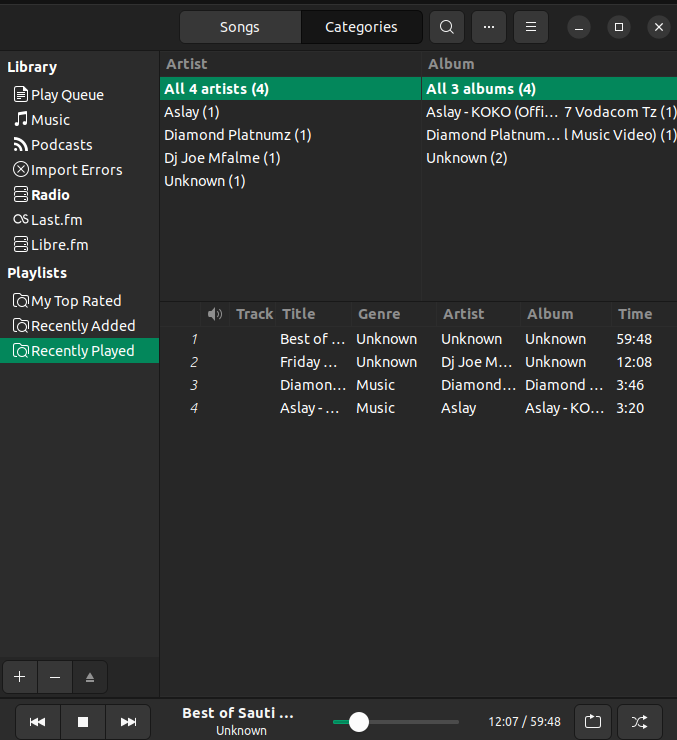 Songs Categories
Library
Play Queue
Music
Podcasts
Import Errors
Radio
Last.fm
Libre.fm
Playlists
My Top Rated
Recently Added
Recently Played
Artist
All 4 artists (4)
Aslay (1)
Diamond Platnumz (1)
Dj Joe Mfalme (1)
Unknown (1)
Album
All 3 albums (4)
Aslay - KOKO (Offi... 7 Vodacom Tz (1)
Diamond Platnum... l Music Video) (1)
Unknown (2)
Track Title Genre Artist Album Time
1 Best of ... Unknown Unknown Unknown 59:48
2 Friday ... Unknown Dj Joe M... Unknown 12:08
3 Diamon... Music Diamond... Diamond ... 3:46
4 Aslay - ... Music Aslay Aslay - KO... 3:20
Best of Sauti ...
Unknown
12:07 / 59:48